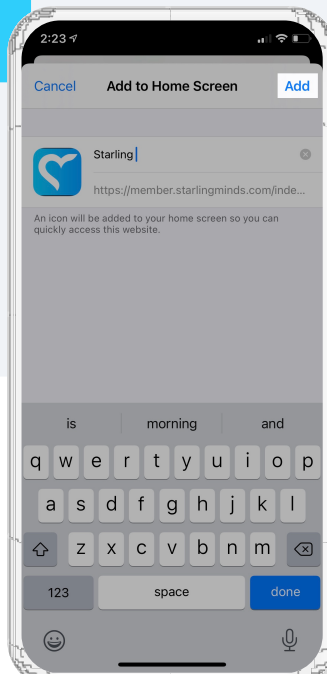 2:23
Cancel Add to Home Screen Add
Starling
https://member.starlingminds.com/inde...
An icon will be added to your home screen so you can
quickly access this website.
is morning and
q w e r t y u i o p
a s d f g h j k l
z x c v b n m
123 space done